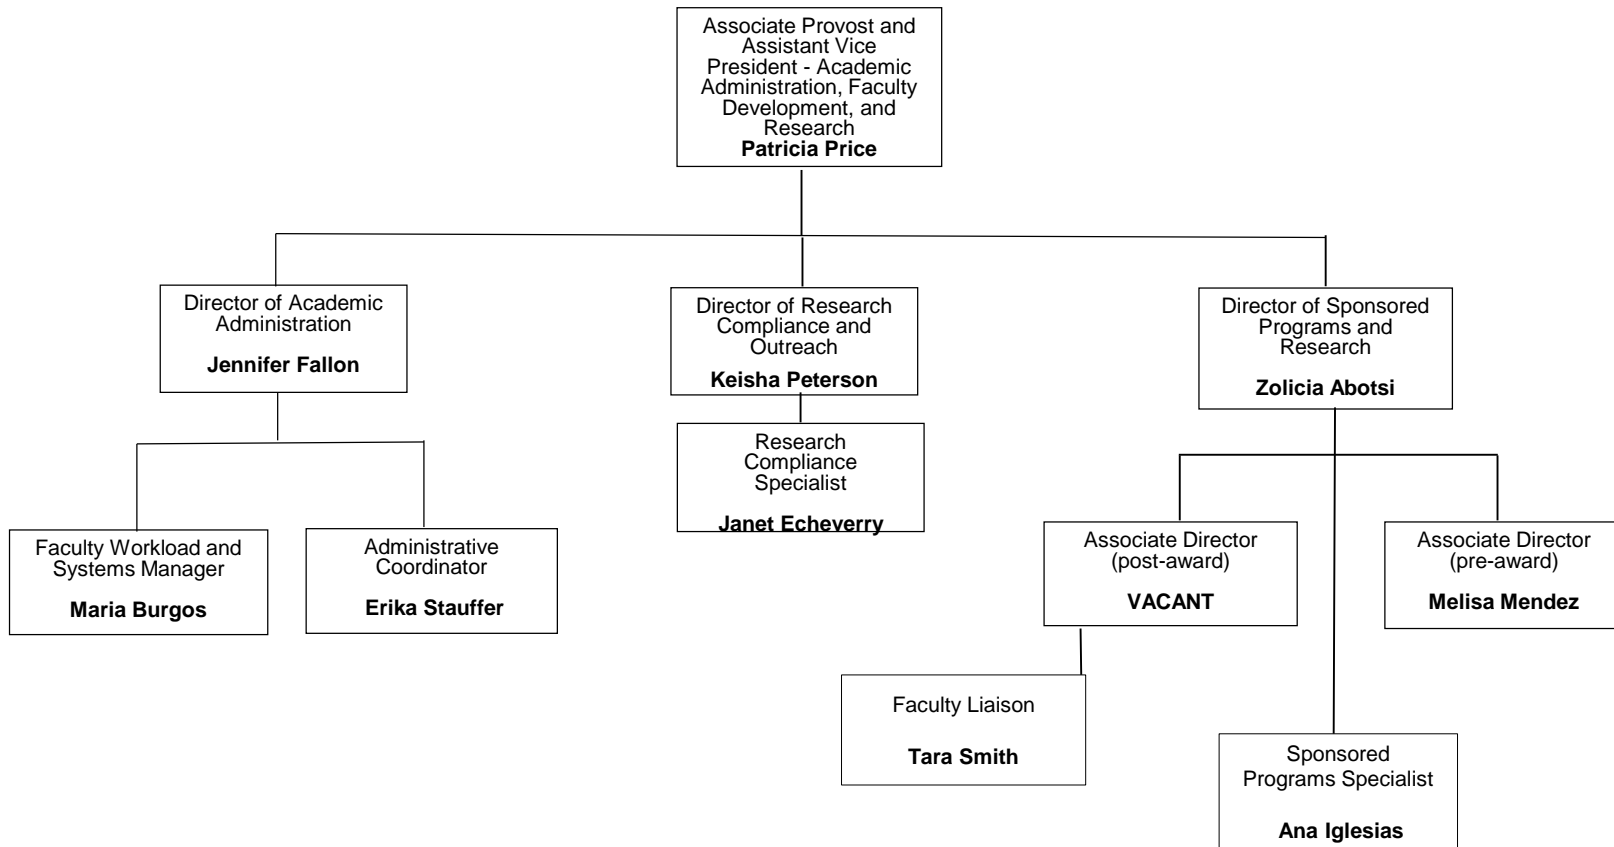 Associate Provost and
Assistant Vice
President - Academic
Administration, Faculty
Development, and
Research
Patricia Price
Director of Academic
Administration
Jennifer Fallon
Director of Research
Compliance and
Outreach
Keisha Peterson
Director of Sponsored
Programs and
Research
Zolicia Abotsi
Research
Compliance
Specialist
Janet Echeverry
Faculty Workload and
Systems Manager
Maria Burgos
Administrative
Coordinator
Erika Stauffer
Associate Director
(post-award)
VACANT
Associate Director
(pre-award)
Melisa Mendez
Faculty Liaison
Tara Smith
Sponsored
Programs Specialist
Ana Iglesias